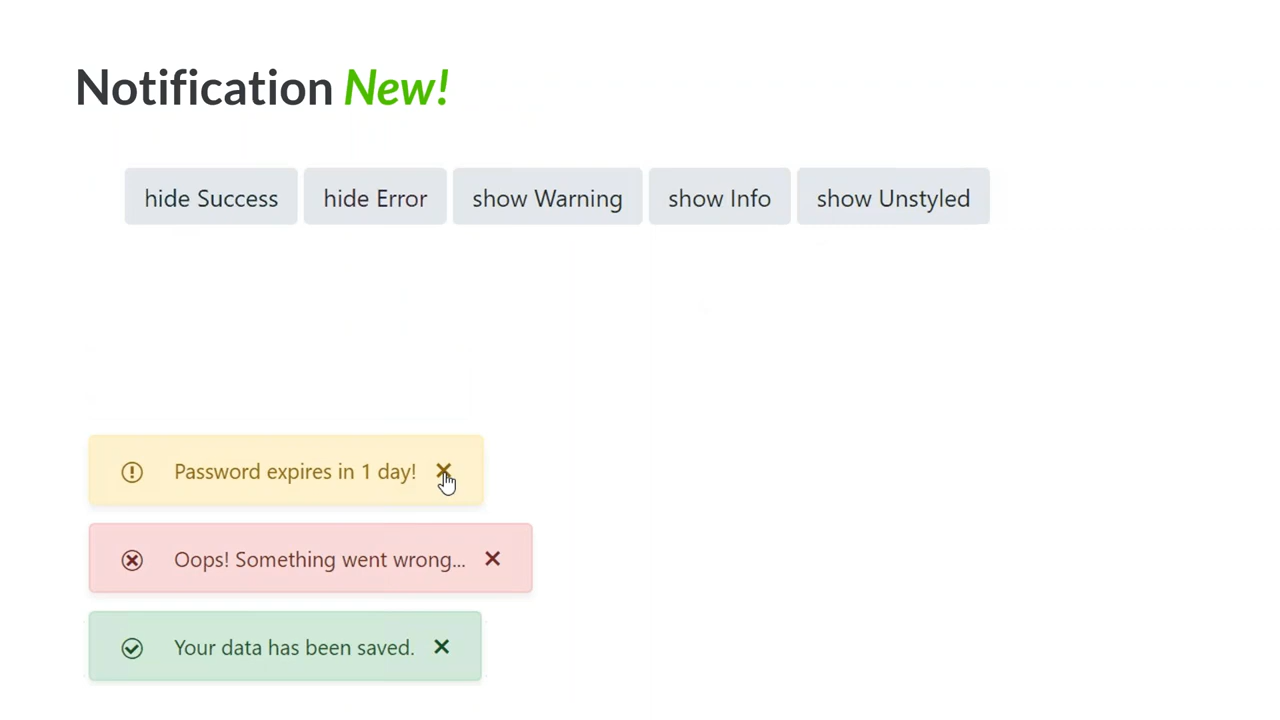 Notification New!
hide Success hide Error show Warning show Info show Unstyled
Password expires in 1 day!
Oops! Something went wrong...
Your data has been saved.